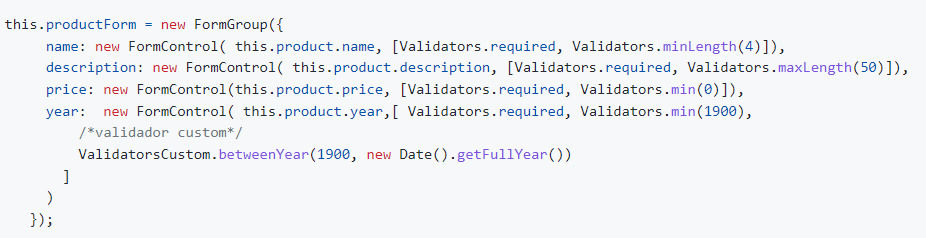 this.productForm = new FormGroup({
name: new FormControl( this.product.name, [Validators.required, Validators.minLength(4)]),
description: new FormControl( this.product.description, [Validators.required, Validators.maxLength(50)]),
price: new FormControl(this.product.price, [Validators.required, Validators.min(0)]),
year:  new FormControl( this.product.year,[ Validators.required, Validators.min(1900),
/*validador custom*/
ValidatorsCustom.betweenYear(1900, new Date().getFullYear())
]
)
});